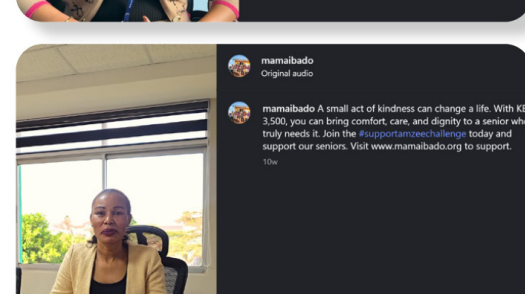 mamaibado
Original audio
mamaibado A small act of kindness can change a life. With
3,500, you can bring comfort, care, and dignity to a senior
truly needs it. Join the #supportamzeechallenge today and
support our seniors. Visit www.mamaibado.org to support.
10w